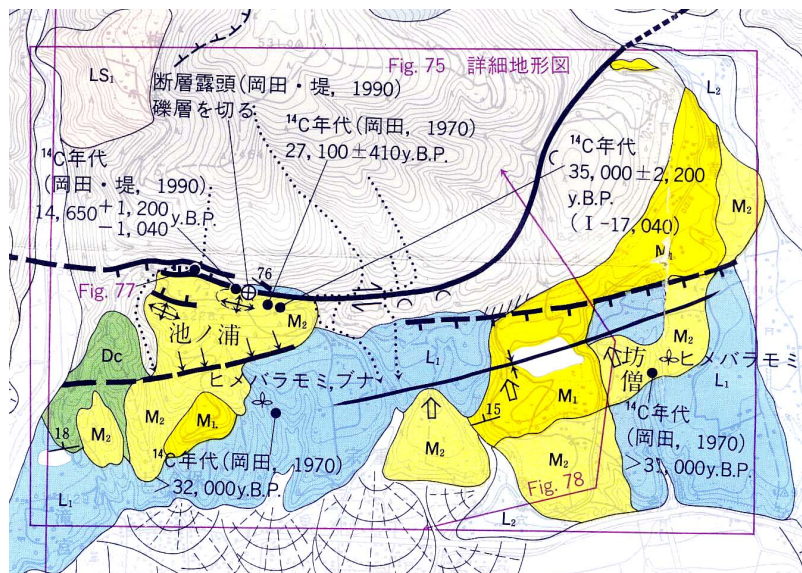 Fig. 75 詳細地形図
LS₁
断層露頭(岡田・堤, 1990)
礫層を切る
¹⁴C年代(岡田, 1970)
27,100±410y.B.P.
L₂
¹⁴C年代
(岡田・堤, 1990)
14,650+1,200
−1,040 y.B.P.
¹⁴C年代
35,000±2,200
y.B.P.
(I-17,040)
M₂
M₁
76
Fig. 77
池ノ浦
M₂
Dc
L₁
M₂
坊
僧
ヒメバラモミ
L₁
ヒメバラモミ,ブナ
M₁
M₂
M₂
M₁
15
18
M₂
¹⁴C年代(岡田, 1970)
>32,000y.B.P.
¹⁴C年代
(岡田, 1970)
>31,000y.B.P.
M₂
Fig. 78
L₁
L₂